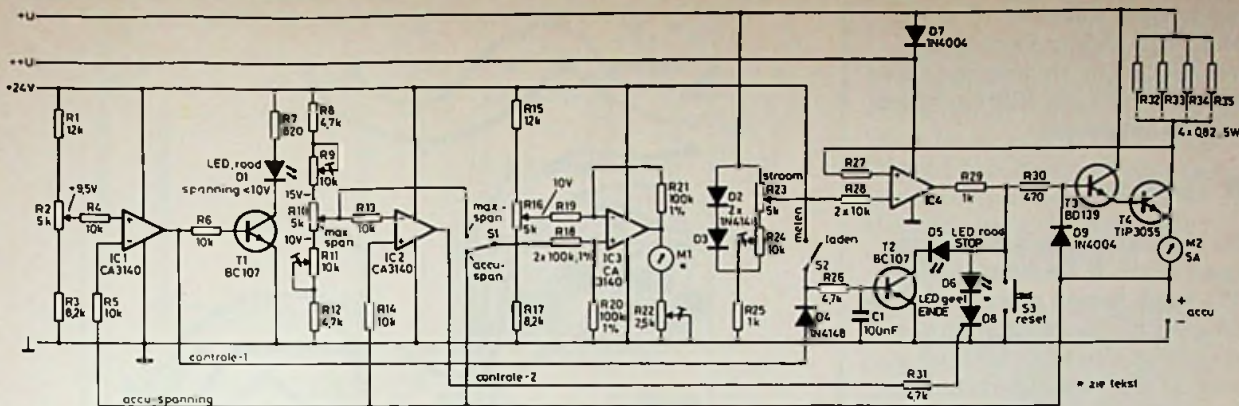 +U
++U
+24V
R1
12k
R2
5k
+9,5V
R3
8,2k
R4
10k
R5
10k
IC1
CA3140
R6
10k
R7
820
LED, rood
D1
spanning <10V
T1
BC107
R8
4,7k
R9
10k
15V
R10
5k
max
span
10V
R11
10k
R12
4,7k
R13
10k
R14
10k
IC2
CA3140
max-
span
S1
accu-
span
R15
12k
R16
5k
10V
R17
8,2k
R19
R18
2x100k,1%
IC3
CA
3140
R20
100k
1%
R21
100k
1%
M1
*
R22
2,5k
D2
2x
1N4148
D3
stroom
R23
5k
R24
10k
R25
1k
meten
laden
S2
D4
1N4148
R26
4,7k
C1
100nF
T2
BC107
D5
LED rood
STOP
D6
*
LED geel
EINDE
D8
S3
reset
D7
1N4004
R27
R28
2x10k
IC4
R29
1k
R30
470
T3
BD139
D9
1N4004
T4
TIP3055
R32
R33
R34
R35
4x0,82 5W
M2
5A
+
accu
-
R31
4,7k
controle-1
controle-2
accu-spanning
* zie tekst